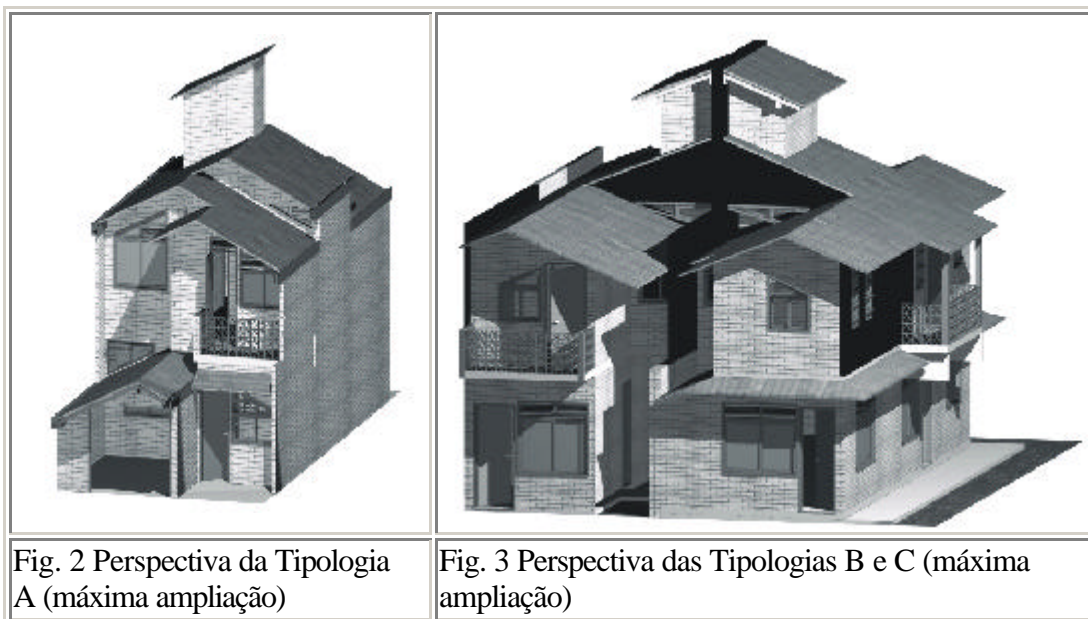 Fig. 2 Perspectiva da Tipologia
A (máxima ampliação)
Fig. 3 Perspectiva das Tipologias B e C (máxima
ampliação)